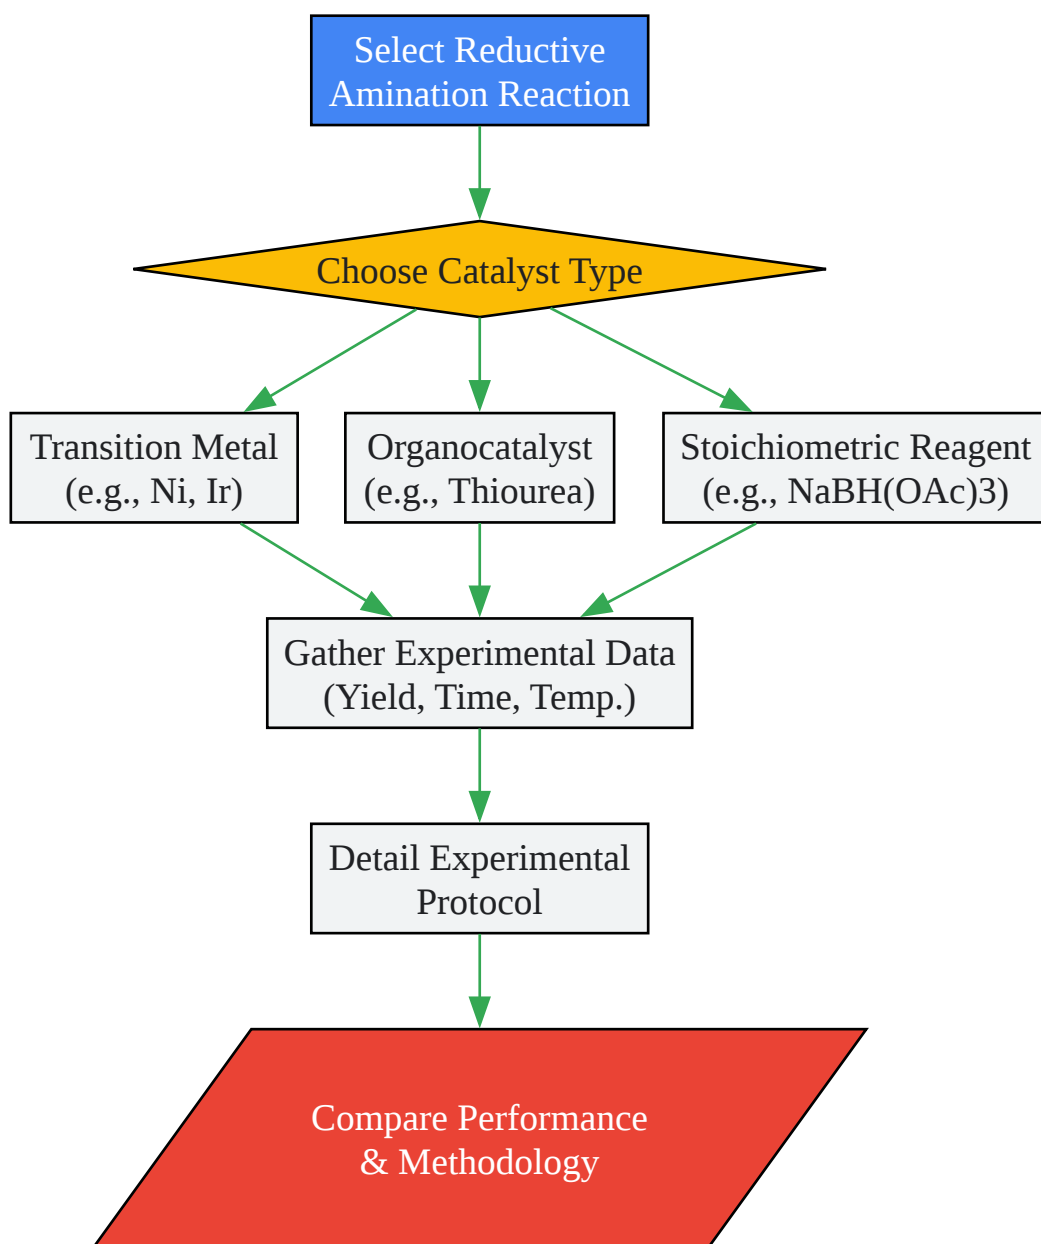 Select Reductive
Amination Reaction
Choose Catalyst Type
Transition Metal
(e.g., Ni, Ir)
Organocatalyst
(e.g., Thiourea)
Stoichiometric Reagent
(e.g., NaBH(OAc)3)
Gather Experimental Data
(Yield, Time, Temp.)
Detail Experimental
Protocol
Compare Performance
& Methodology